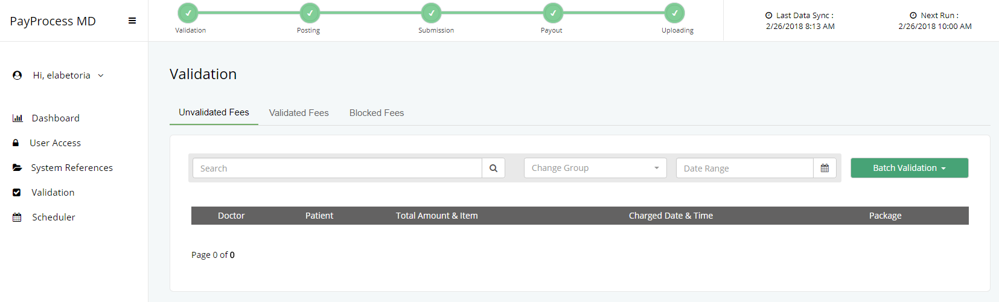 PayProcess MD
Validation
Posting
Submission
Payout
Uploading
Last Data Sync :
2/26/2018 8:13 AM
Next Run :
2/26/2018 10:00 AM
Hi, elabetoria
Dashboard
User Access
System References
Validation
Scheduler
Validation
Unvalidated Fees
Validated Fees
Blocked Fees
Search
Change Group
Date Range
Batch Validation
Doctor
Patient
Total Amount & Item
Charged Date & Time
Package
Page 0 of 0